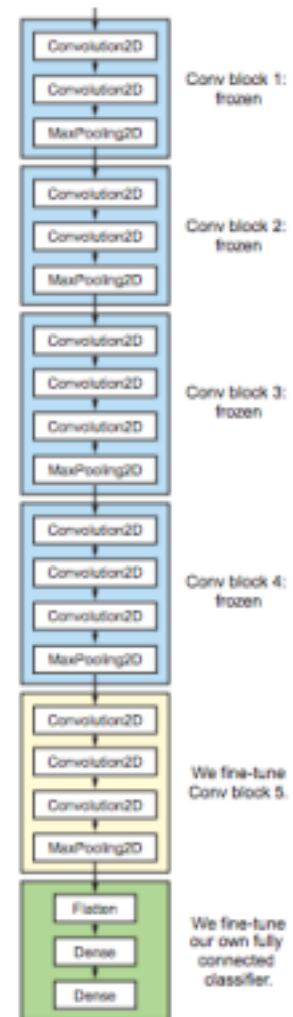 Convolution2D
Convolution2D
MaxPooling2D
Conv block 1:
frozen
Convolution2D
Convolution2D
MaxPooling2D
Conv block 2:
frozen
Convolution2D
Convolution2D
Convolution2D
MaxPooling2D
Conv block 3:
frozen
Convolution2D
Convolution2D
Convolution2D
MaxPooling2D
Conv block 4:
frozen
Convolution2D
Convolution2D
Convolution2D
MaxPooling2D
We fine-tune
Conv block 5.
Flatten
Dense
Dense
We fine-tune
our own fully
connected
classifier.